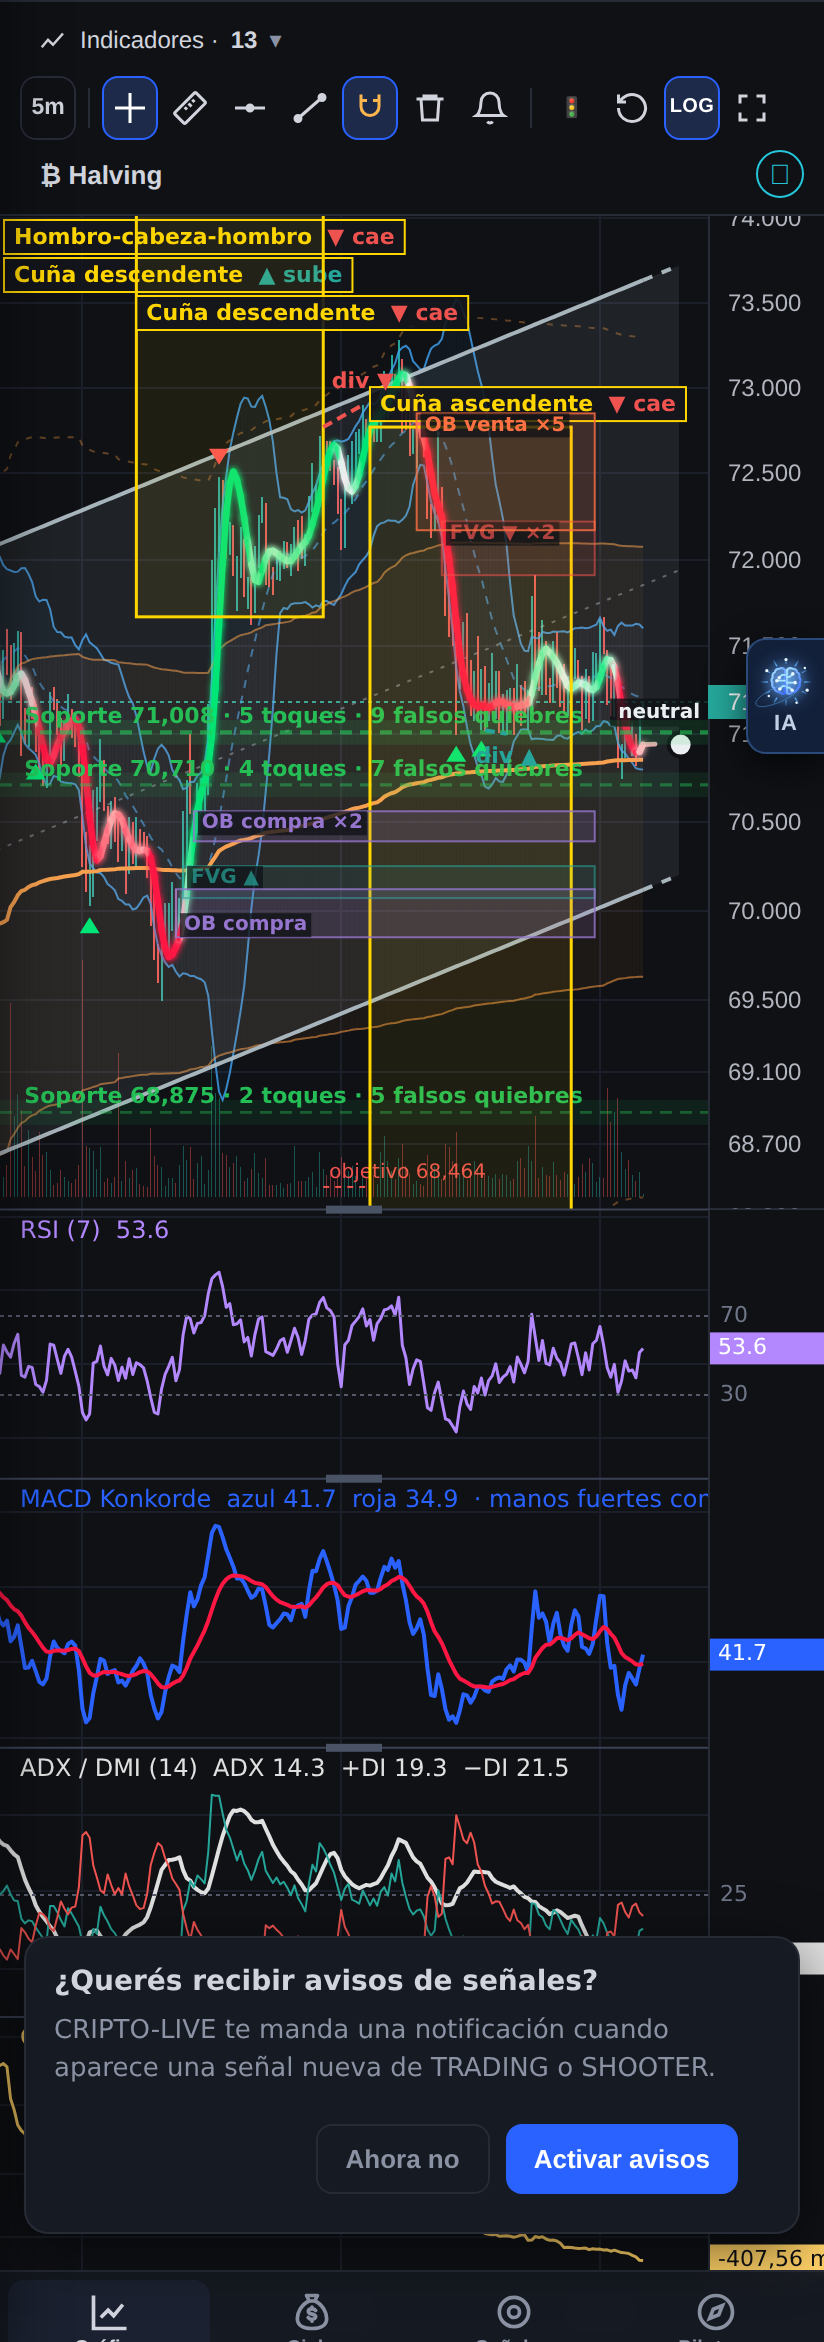 Indicadores · 13 ▾
5m
LOG
₿ Halving
74.000
Hombro-cabeza-hombro ▼ cae
Cuña descendente ▲ sube
Cuña descendente ▼ cae
73.500
div ▼
73.000
Cuña ascendente ▼ cae
OB venta ×5
72.500
FVG ▼ ×2
72.000
IA
neutral
Soporte 71,008 · 5 toques · 9 falsos quiebres
div ▲
Soporte 70,710 · 4 toques · 7 falsos quiebres
OB compra ×2
70.500
FVG ▲
OB compra
70.000
69.500
69.100
Soporte 68,875 · 2 toques · 5 falsos quiebres
68.700
objetivo 68,464
RSI (7) 53.6
70
53.6
30
MACD Konkorde azul 41.7 roja 34.9 · manos fuertes
41.7
ADX / DMI (14) ADX 14.3 +DI 19.3 −DI 21.5
25
¿Querés recibir avisos de señales?
CRIPTO-LIVE te manda una notificación cuando
aparece una señal nueva de TRADING o SHOOTER.
Ahora no
Activar avisos
-407,56